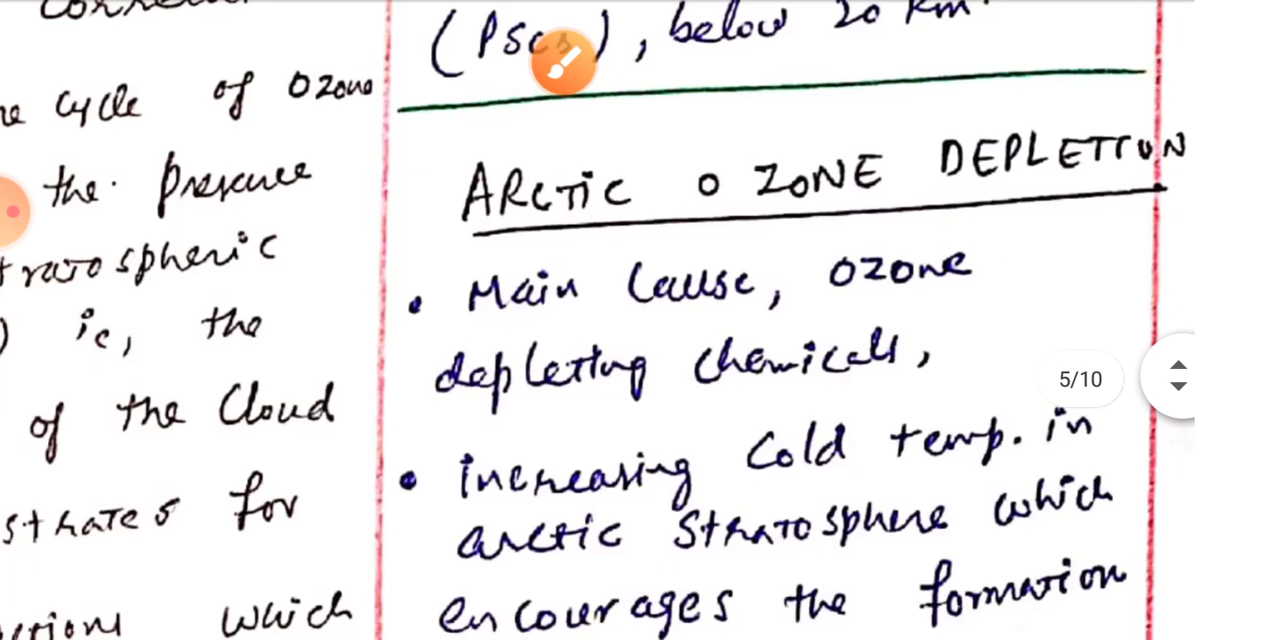 ne cycle of Ozone
the Presence
stratospheric
) ie, the
of the Cloud
strates for
which
(PSCs), below 20 km.
ARCTIC OZONE DEPLETION
• Main Cause, Ozone
depleting chemicals,
• increasing Cold temp. in
arctic Stratosphere which
encourages the formation
5/10